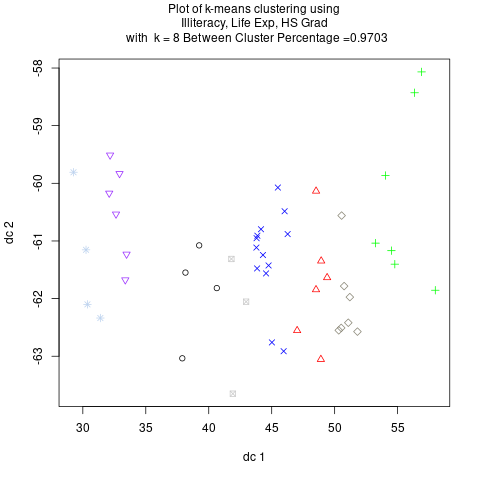 Plot of k-means clustering using
Illiteracy, Life Exp, HS Grad
with  k = 8 Between Cluster Percentage =0.9703
-58
-59
-60
-61
-62
-63
dc 2
30 35 40 45 50 55
dc 1